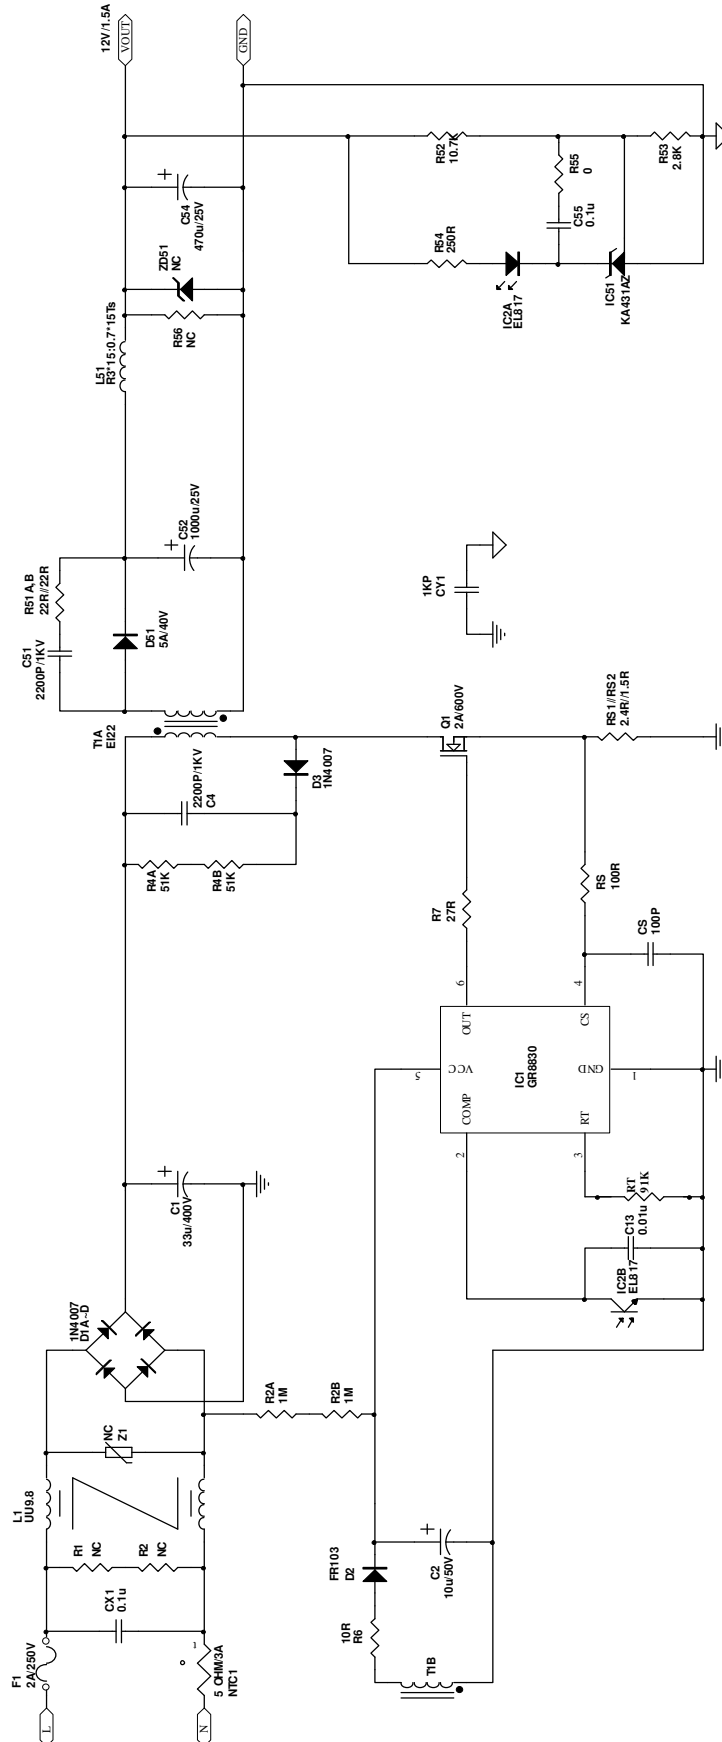 12V/1.5A
VOUT
GND
C54
470u/25V
ZD51
NC
R56
NC
L51
R3*15:0.7*15Ts
R52
10.7K
R55
0
R53
2.8K
C55
0.1u
R54
250R
IC2A
EL817
IC51
KA431AZ
C52
1000u/25V
R51A,B
22R//22R
D51
5A/40V
C51
2200P/1KV
1KP
CY1
T1A
EI22
Q1
2A/600V
RS1//RS2
2.4R//1.5R
D3
1N4007
2200P/1KV
C4
R4A
51K
R4B
51K
R7
27R
RS
100R
CS
100P
6
4
OUT
CS
5
VCC
IC1
GR8830
GND
1
COMP
RT
2
3
RT
91K
C13
0.01u
IC2B
EL817
C1
33u/400V
1N4007
D1A~D
R2A
1M
R2B
1M
NC
Z1
L1
UU9.8
R1
NC
R2
NC
CX1
0.1u
F1
2A/250V
1
5 OHM/3A
NTC1
L
N
FR103
D2
C2
10u/50V
10R
R6
T1B